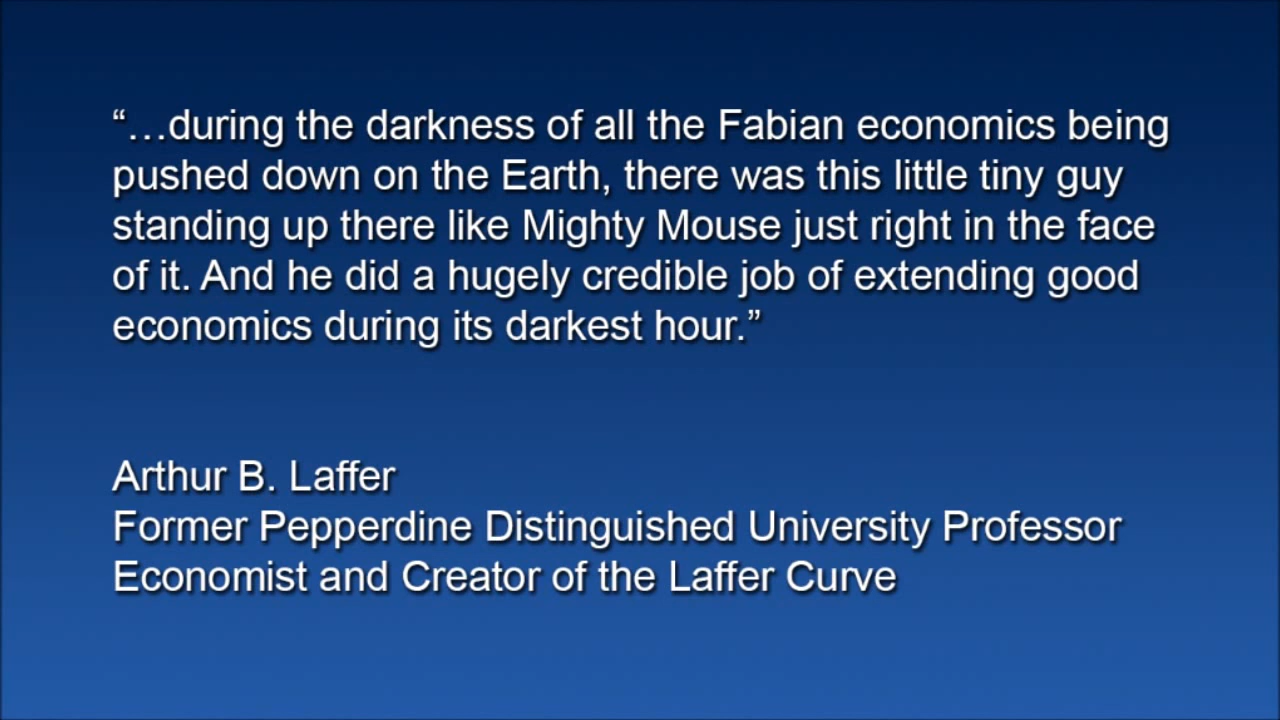 “…during the darkness of all the Fabian economics being
pushed down on the Earth, there was this little tiny guy
standing up there like Mighty Mouse just right in the face
of it. And he did a hugely credible job of extending good
economics during its darkest hour.”
Arthur B. Laffer
Former Pepperdine Distinguished University Professor
Economist and Creator of the Laffer Curve